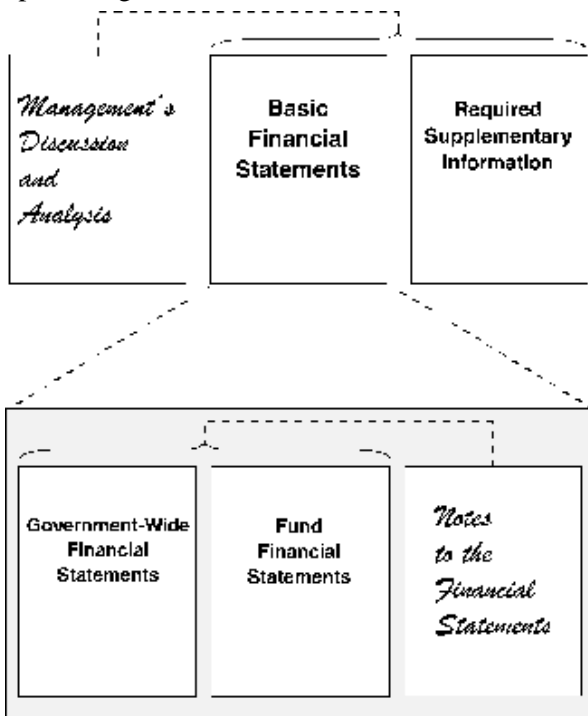 Management's
Discussion
and
Analysis
Basic
Financial
Statements
Required
Supplementary
Information
Government-Wide
Financial
Statements
Fund
Financial
Statements
Notes
to the
Financial
Statements